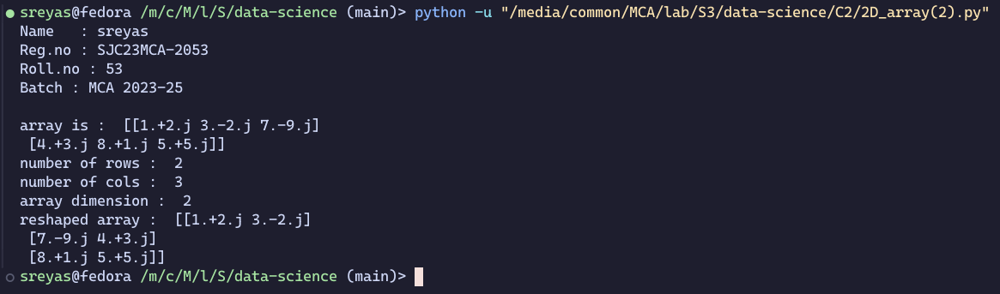 sreyas@fedora /m/c/M/l/S/data-science (main)> python -u "/media/common/MCA/lab/S3/data-science/C2/2D_array(2).py"
Name   : sreyas
Reg.no : SJC23MCA-2053
Roll.no : 53
Batch : MCA 2023-25
array is :  [[1.+2.j 3.-2.j 7.-9.j]
 [4.+3.j 8.+1.j 5.+5.j]]
number of rows :  2
number of cols :  3
array dimension :  2
reshaped array :  [[1.+2.j 3.-2.j]
 [7.-9.j 4.+3.j]
 [8.+1.j 5.+5.j]]
sreyas@fedora /m/c/M/l/S/data-science (main)>